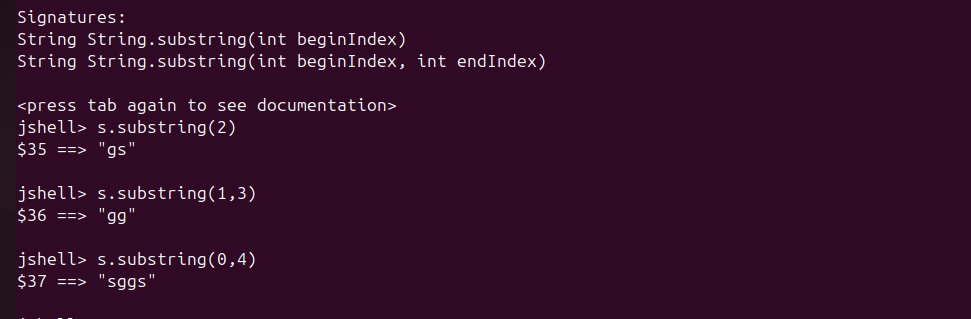 Signatures:
String String.substring(int beginIndex)
String String.substring(int beginIndex, int endIndex)
<press tab again to see documentation>
jshell> s.substring(2)
$35 ==> "gs"
jshell> s.substring(1,3)
$36 ==> "gg"
jshell> s.substring(0,4)
$37 ==> "sggs"